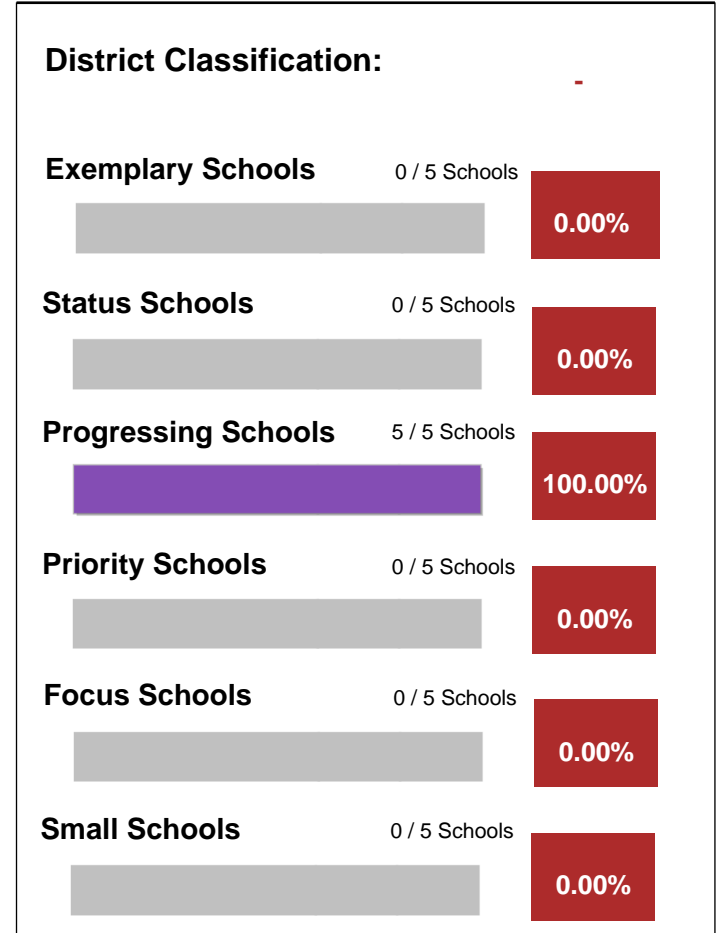 District Classification:
-
Exemplary Schools 0 / 5 Schools
0.00%
Status Schools 0 / 5 Schools
0.00%
Progressing Schools 5 / 5 Schools
100.00%
Priority Schools 0 / 5 Schools
0.00%
Focus Schools 0 / 5 Schools
0.00%
Small Schools 0 / 5 Schools
0.00%